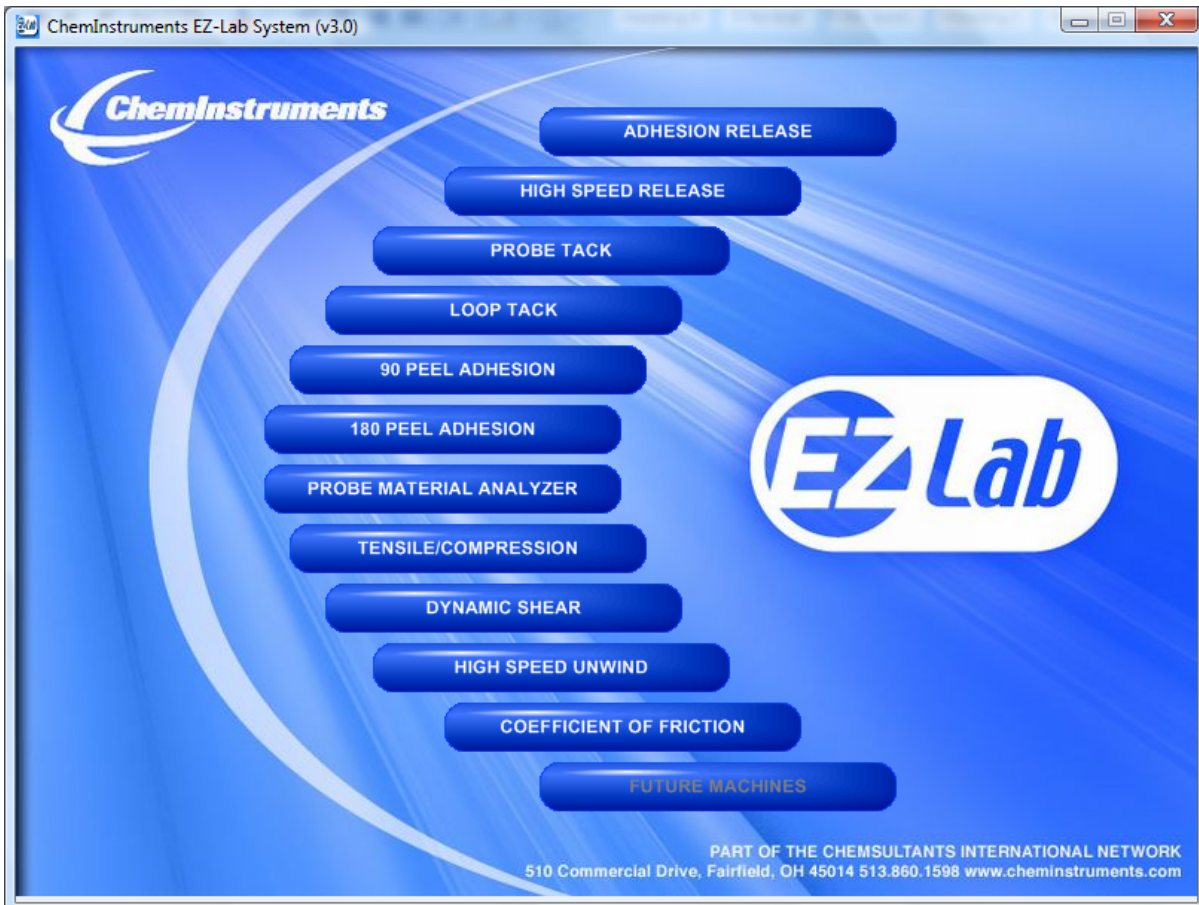 ChemInstruments EZ-Lab System (v3.0)
ChemInstruments
ADHESION RELEASE
HIGH SPEED RELEASE
PROBE TACK
LOOP TACK
90 PEEL ADHESION
180 PEEL ADHESION
PROBE MATERIAL ANALYZER
TENSILE/COMPRESSION
DYNAMIC SHEAR
HIGH SPEED UNWIND
COEFFICIENT OF FRICTION
FUTURE MACHINES
EZ Lab
PART OF THE CHEMSULTANTS INTERNATIONAL NETWORK
510 Commercial Drive, Fairfield, OH 45014 513.860.1598 www.cheminstruments.com